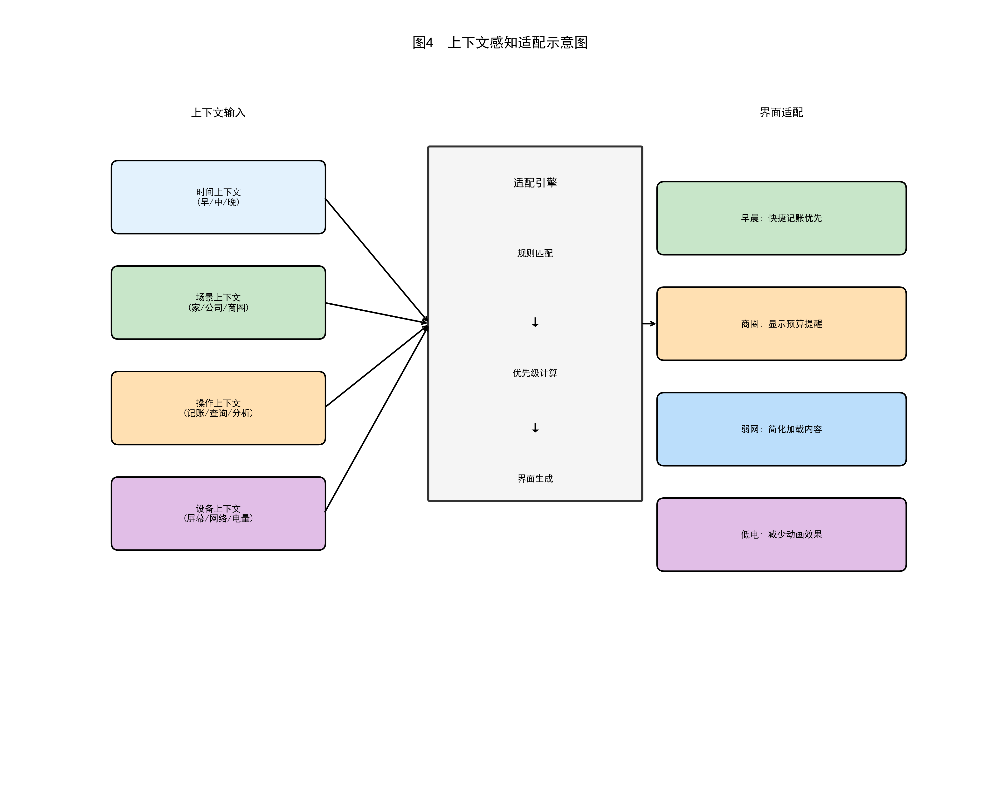 图4　上下文感知适配示意图
上下文输入
界面适配
时间上下文
（早/中/晚）
场景上下文
（家/公司/商圈）
操作上下文
（记账/查询/分析）
设备上下文
（屏幕/网络/电量）
适配引擎
规则匹配
↓
优先级计算
↓
界面生成
早晨：快捷记账优先
商圈：显示预算提醒
弱网：简化加载内容
低电：减少动画效果